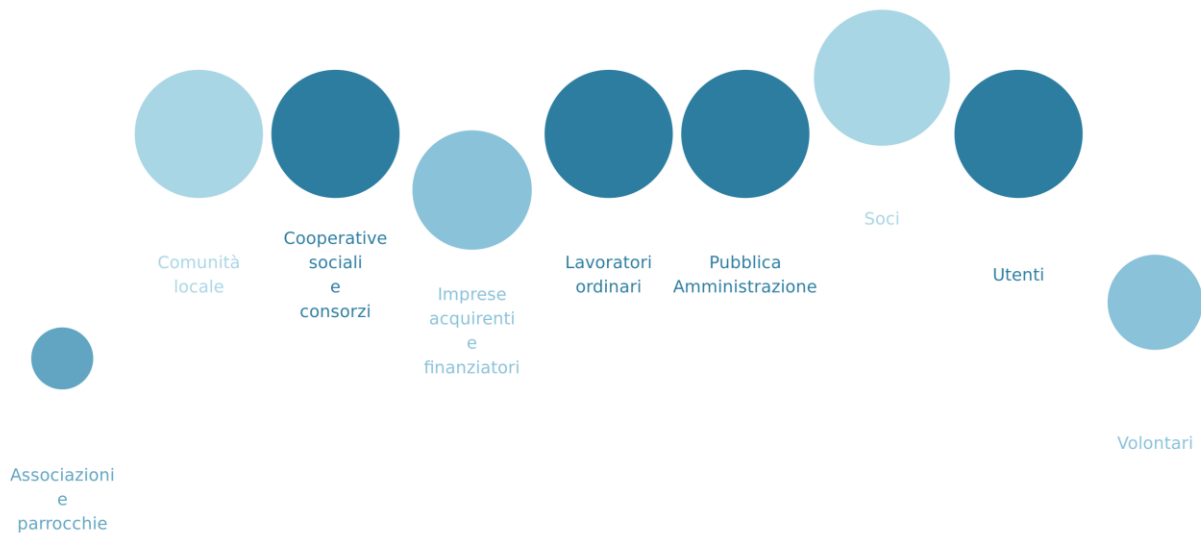 Associazioni
e
parrocchie
Comunità
locale
Cooperative
sociali
e
consorzi
Imprese
acquirenti
e
finanziatori
Lavoratori
ordinari
Pubblica
Amministrazione
Soci
Utenti
Volontari